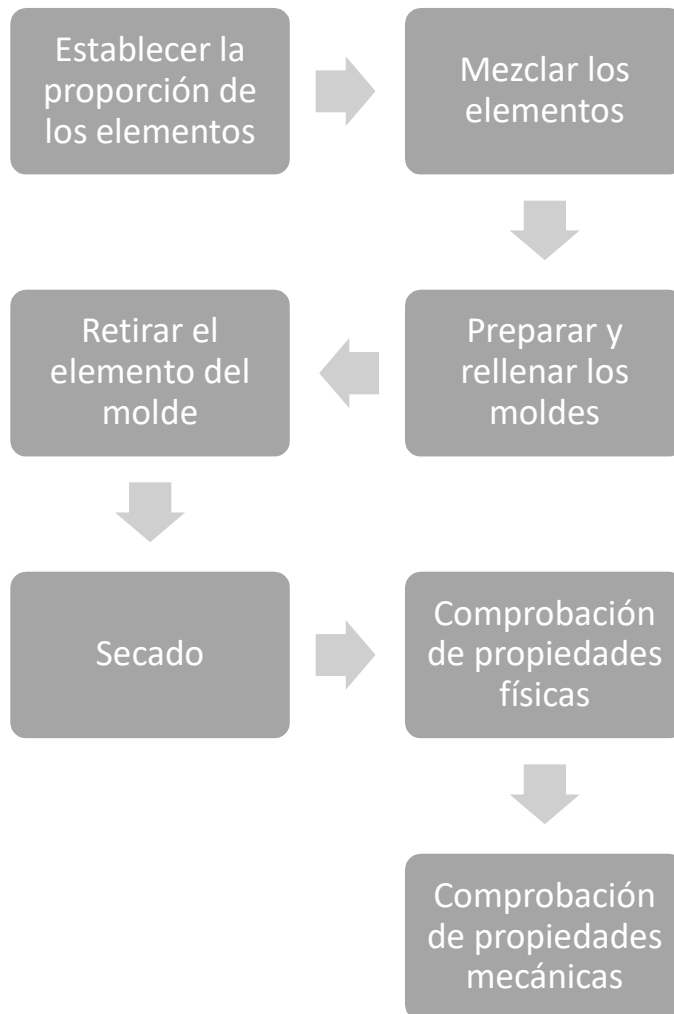 Establecer la
proporción de
los elementos
Mezclar los
elementos
Preparar y
rellenar los
moldes
Retirar el
elemento del
molde
Secado
Comprobación
de propiedades
físicas
Comprobación
de propiedades
mecánicas